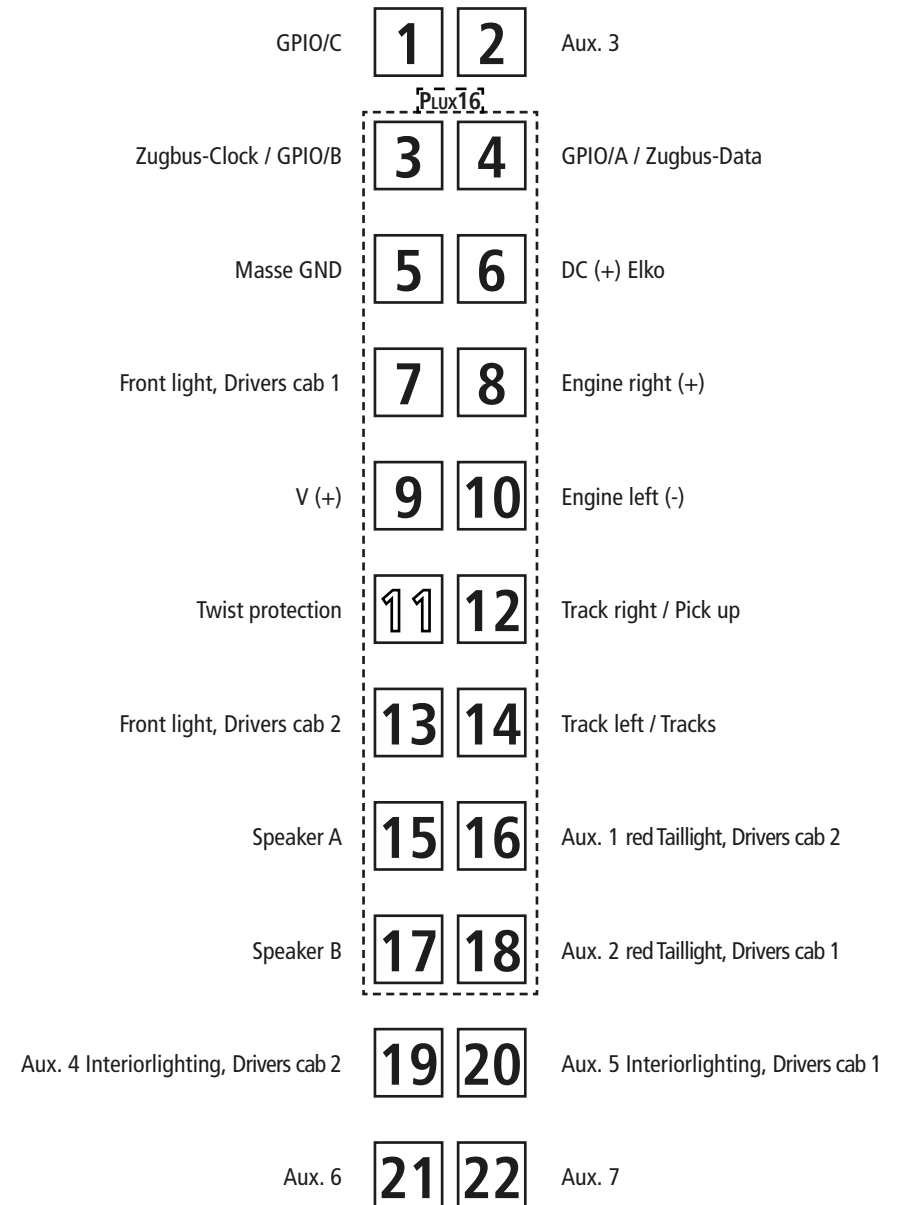 GPIO/C 1 2 Aux. 3
PLUX16
Zugbus-Clock / GPIO/B 3 4 GPIO/A / Zugbus-Data
Masse GND 5 6 DC (+) Elko
Front light, Drivers cab 1 7 8 Engine right (+)
V (+) 9 10 Engine left (-)
Twist protection 11 12 Track right / Pick up
Front light, Drivers cab 2 13 14 Track left / Tracks
Speaker A 15 16 Aux. 1 red Taillight, Drivers cab 2
Speaker B 17 18 Aux. 2 red Taillight, Drivers cab 1
Aux. 4 Interiorlighting, Drivers cab 2 19 20 Aux. 5 Interiorlighting, Drivers cab 1
Aux. 6 21 22 Aux. 7